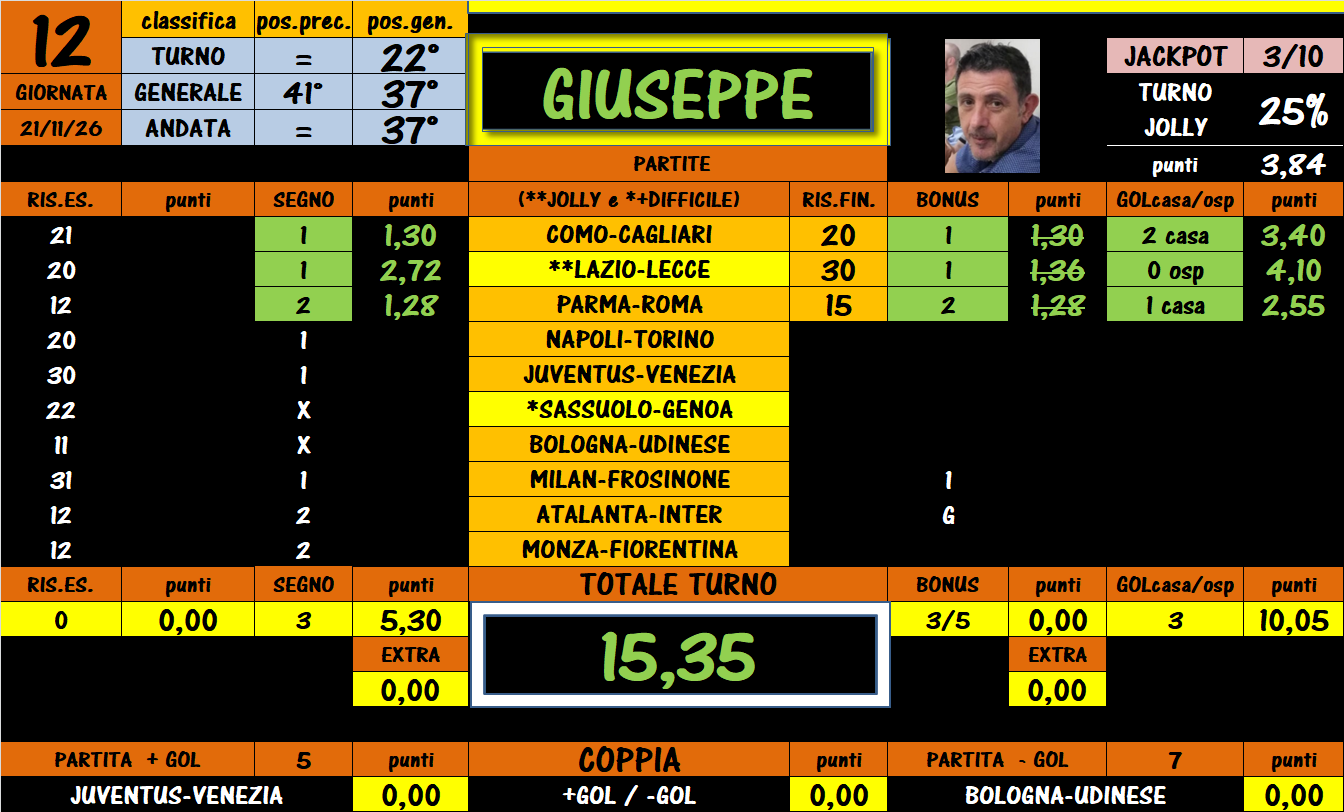 12 classifica pos.prec. pos.gen.
TURNO = 22° GIUSEPPE JACKPOT 3/10
GIORNATA GENERALE 41° 37° TURNO JOLLY 25%
21/11/26 ANDATA = 37°
PARTITE punti 3,84
RIS.ES. punti SEGNO punti (**JOLLY e *+DIFFICILE) RIS.FIN. BONUS punti GOLcasa/osp punti
21 1 1,30 COMO-CAGLIARI 20 1 1,30 2 casa 3,40
20 1 2,72 **LAZIO-LECCE 30 1 1,36 0 osp 4,10
12 2 1,28 PARMA-ROMA 15 2 1,28 1 casa 2,55
20 1 NAPOLI-TORINO
30 1 JUVENTUS-VENEZIA
22 X *SASSUOLO-GENOA
11 X BOLOGNA-UDINESE
31 1 MILAN-FROSINONE 1
12 2 ATALANTA-INTER G
12 2 MONZA-FIORENTINA
RIS.ES. punti SEGNO punti TOTALE TURNO BONUS punti GOLcasa/osp punti
0 0,00 3 5,30 15,35 3/5 0,00 3 10,05
EXTRA EXTRA
0,00 0,00
PARTITA + GOL 5 punti COPPIA punti PARTITA - GOL 7 punti
JUVENTUS-VENEZIA 0,00 +GOL / -GOL 0,00 BOLOGNA-UDINESE 0,00